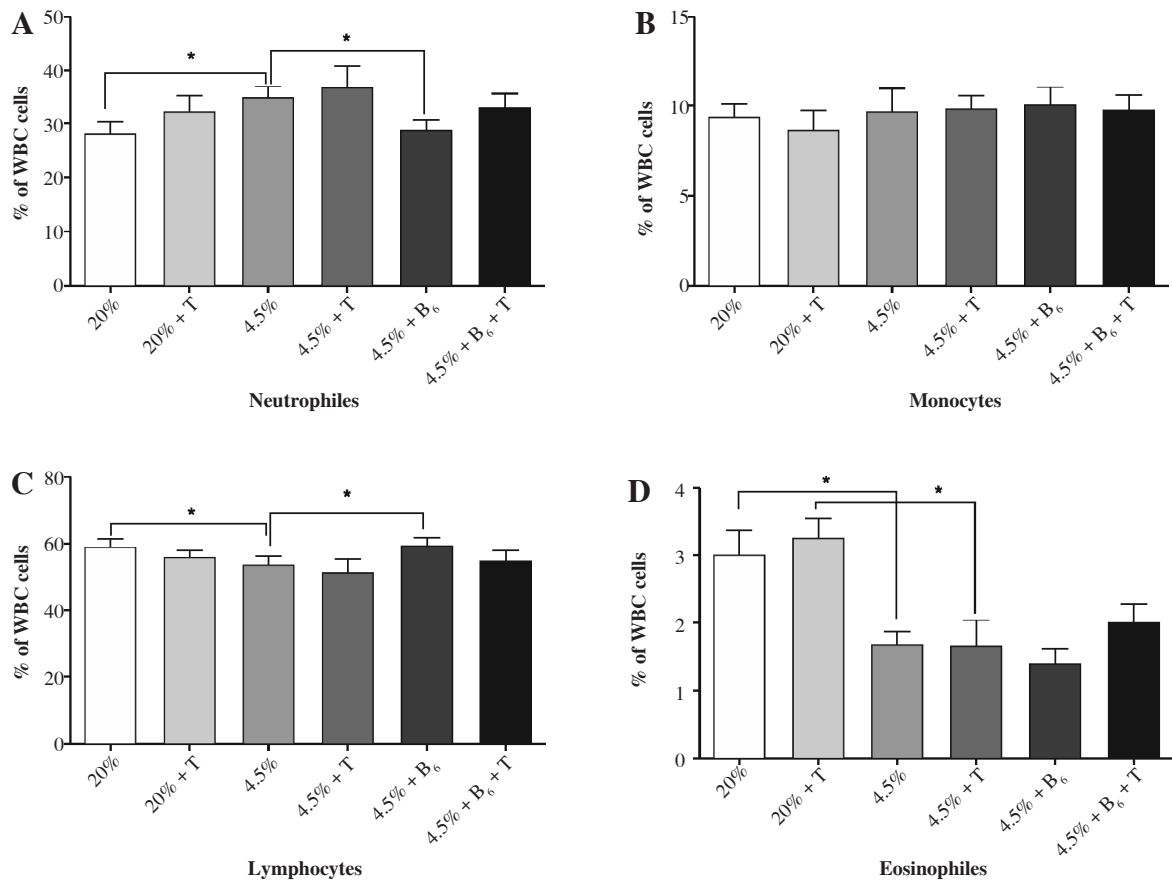 A
% of WBC cells
50
40
30
20
10
0
*
*
20%
20% + T
4.5%
4.5% + T
4.5% + B₆
4.5% + B₆ + T
Neutrophiles
B
% of WBC cells
15
10
5
0
20%
20% + T
4.5%
4.5% + T
4.5% + B₆
4.5% + B₆ + T
Monocytes
C
% of WBC cells
80
60
40
20
0
*
*
20%
20% + T
4.5%
4.5% + T
4.5% + B₆
4.5% + B₆ + T
Lymphocytes
D
% of WBC cells
4
3
2
1
0
*
*
20%
20% + T
4.5%
4.5% + T
4.5% + B₆
4.5% + B₆ + T
Eosinophiles